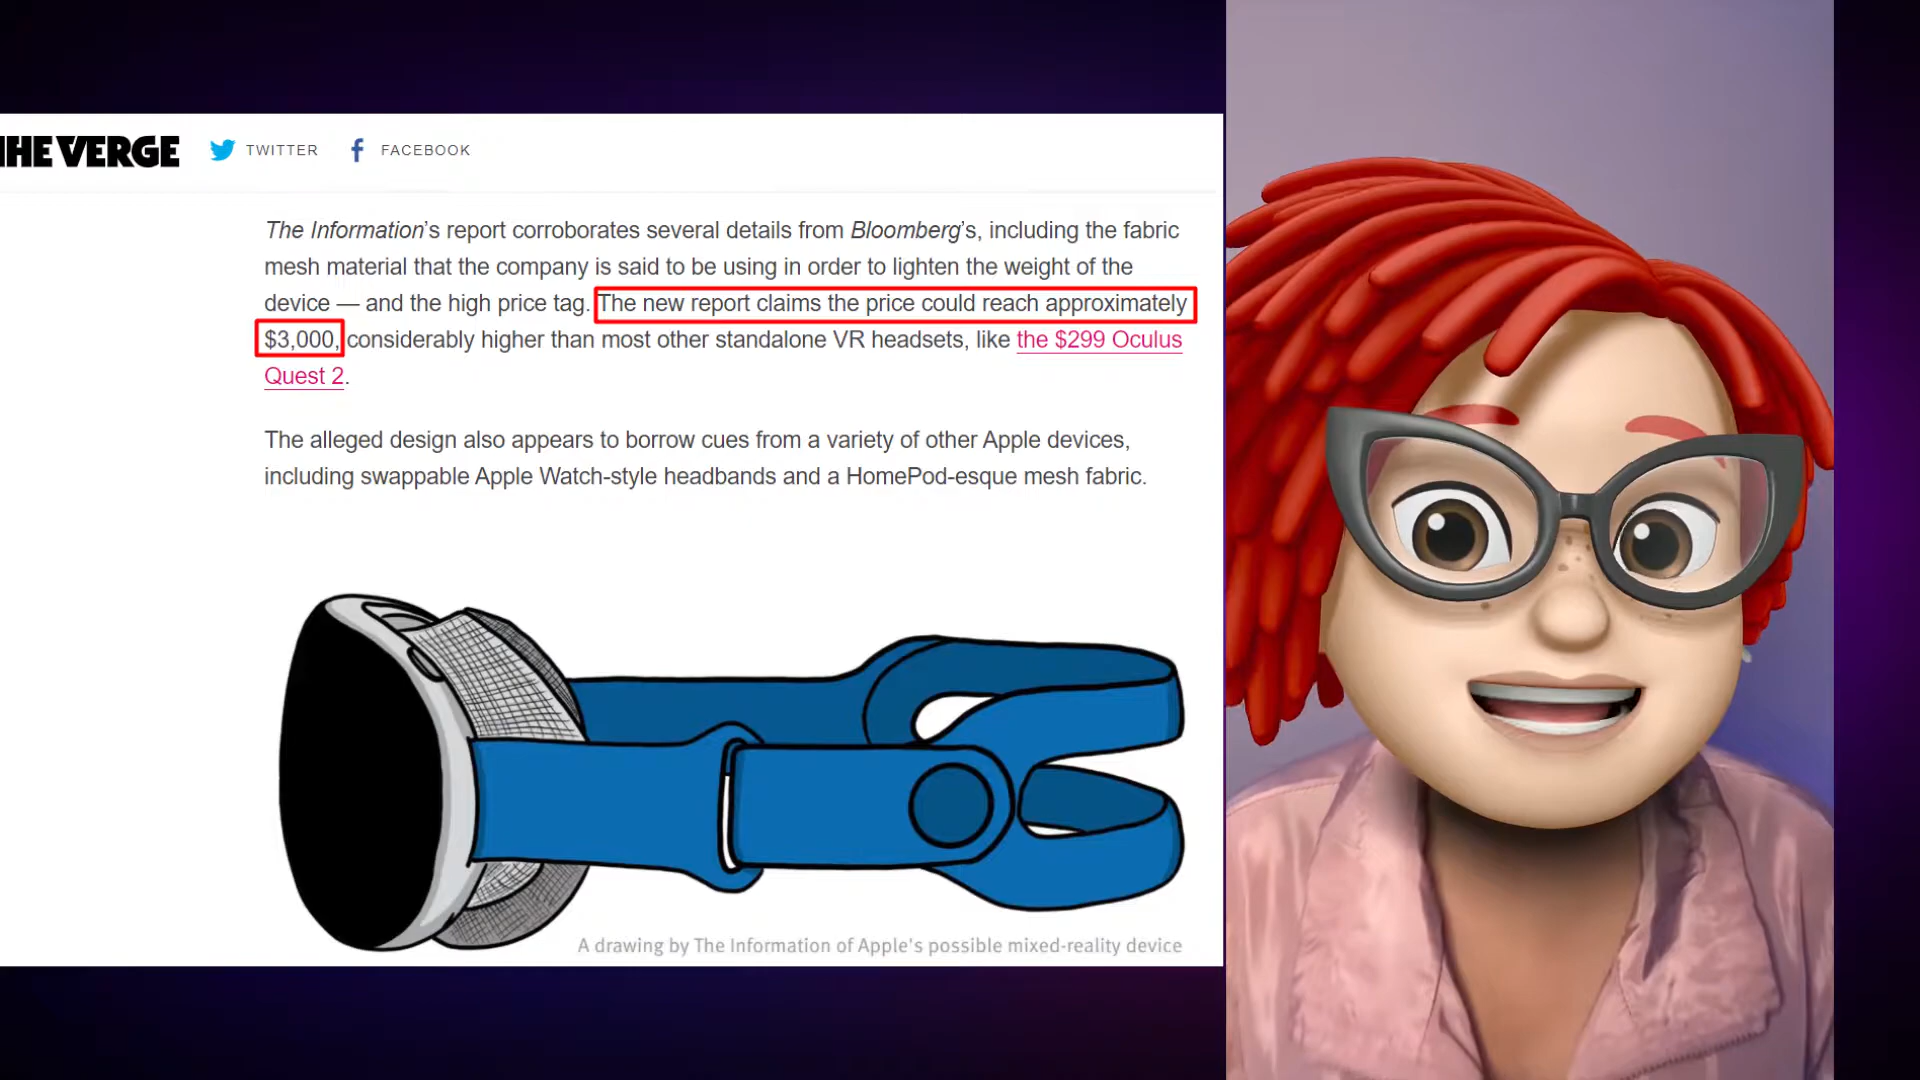 THE VERGE TWITTER FACEBOOK
The Information's report corroborates several details from Bloomberg's, including the fabric
mesh material that the company is said to be using in order to lighten the weight of the
device — and the high price tag. The new report claims the price could reach approximately
$3,000, considerably higher than most other standalone VR headsets, like the $299 Oculus
Quest 2.
The alleged design also appears to borrow cues from a variety of other Apple devices,
including swappable Apple Watch-style headbands and a HomePod-esque mesh fabric.
A drawing by The Information of Apple's possible mixed-reality device